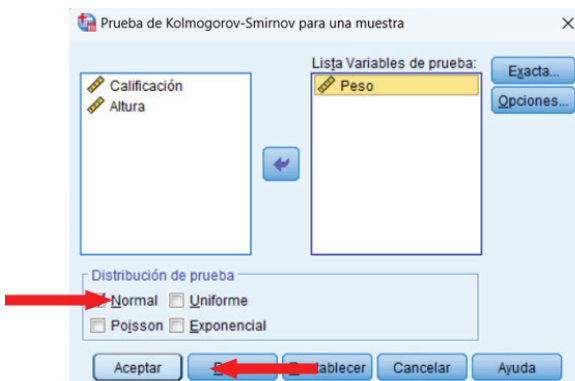 Prueba de Kolmogorov-Smirnov para una muestra
Lista Variables de prueba:
Calificación
Altura
Peso
Exacta...
Opciones...
Distribución de prueba
Normal Uniforme
Poisson Exponencial
Aceptar Cancelar Ayuda